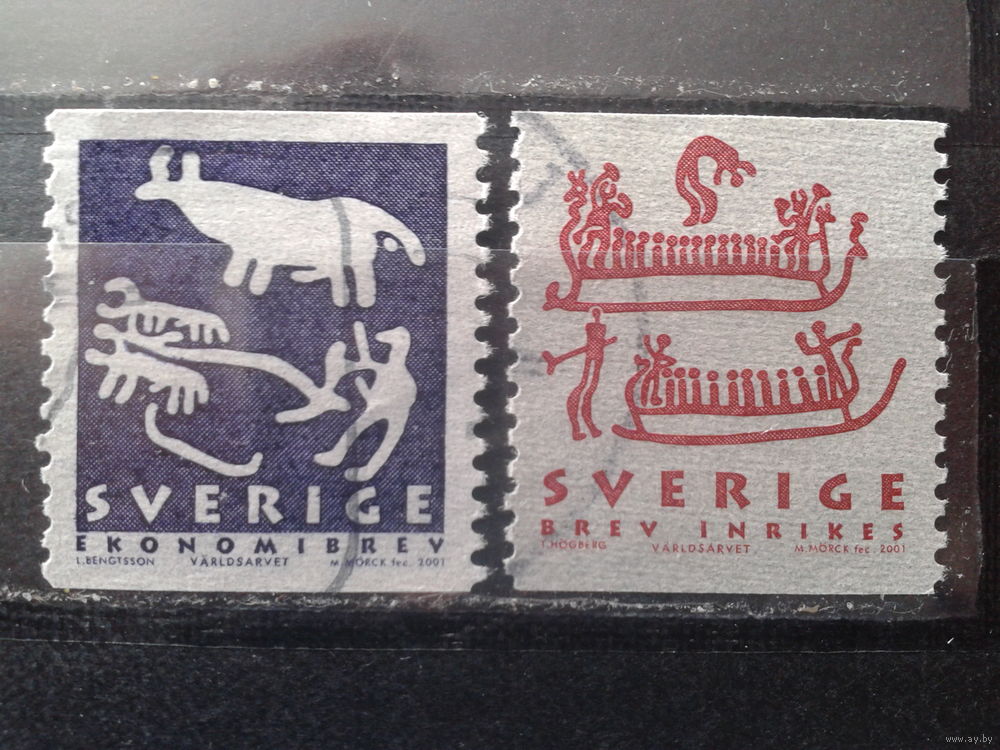 SVERIGE
EKONOMIBREV
L.BENGTSSON VÄRLDSARVET M.MÖRCK fec. 2001
SVERIGE
BREV INRIKES
T.HÖGBERG VÄRLDSARVET M.MÖRCK fec. 2001
www.ay.by